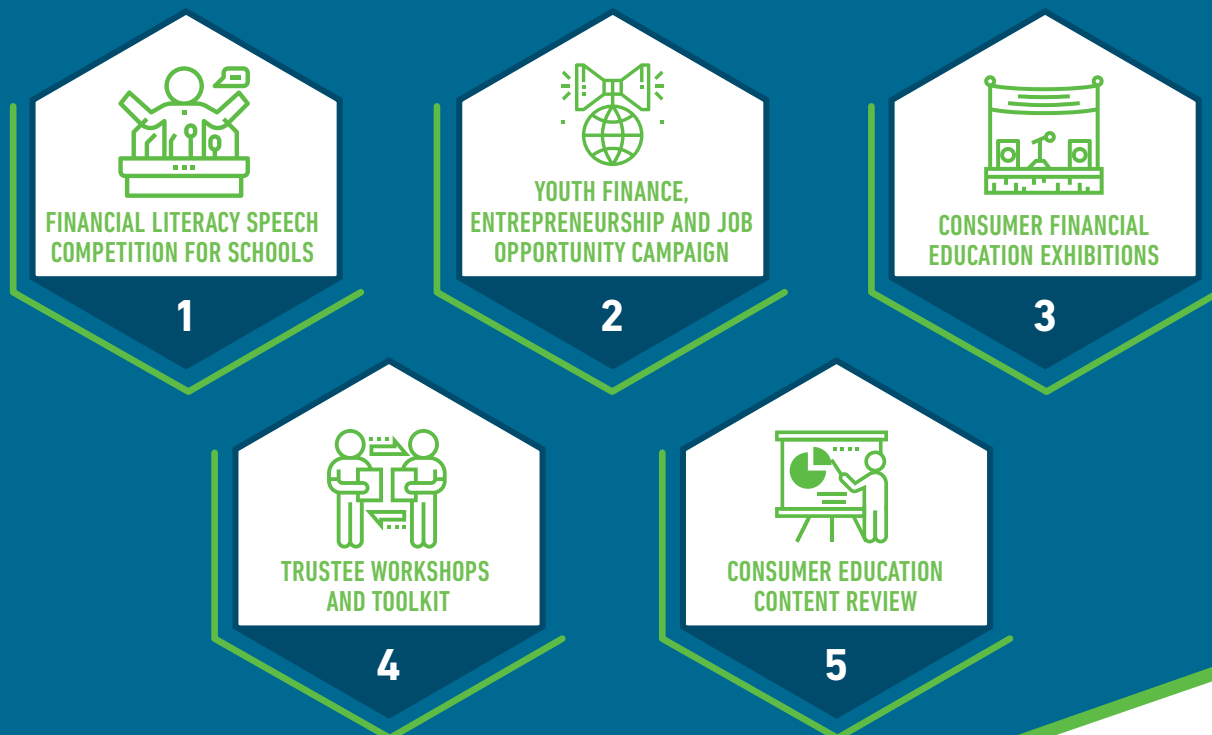 FINANCIAL LITERACY SPEECH
COMPETITION FOR SCHOOLS
1
YOUTH FINANCE,
ENTREPRENEURSHIP AND JOB
OPPORTUNITY CAMPAIGN
2
CONSUMER FINANCIAL
EDUCATION EXHIBITIONS
3
TRUSTEE WORKSHOPS
AND TOOLKIT
4
CONSUMER EDUCATION
CONTENT REVIEW
5